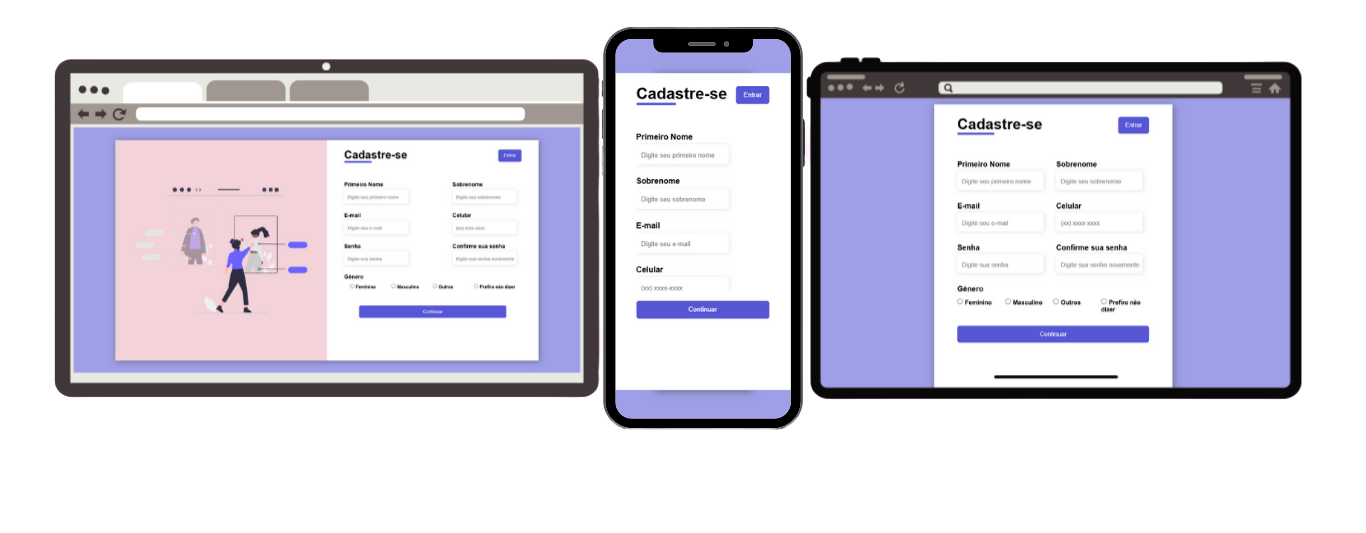 Cadastre-se
Entrar
Primeiro Nome
Sobrenome
Digite seu primeiro nome
Digite seu sobrenome
E-mail
Celular
Digite seu e-mail
(xx) xxxx-xxxx
Senha
Confirme sua senha
Digite sua senha
Digite sua senha novamente
Gênero
Feminino
Masculino
Outros
Prefiro não dizer
Continuar
Cadastre-se
Entrar
Primeiro Nome
Digite seu primeiro nome
Sobrenome
Digite seu sobrenome
E-mail
Digite seu e-mail
Celular
(xx) xxxx-xxxx
Continuar
Cadastre-se
Entrar
Primeiro Nome
Sobrenome
Digite seu primeiro nome
Digite seu sobrenome
E-mail
Celular
Digite seu e-mail
(xx) xxxx-xxxx
Senha
Confirme sua senha
Digite sua senha
Digite sua senha novamente
Gênero
Feminino
Masculino
Outros
Prefiro não
dizer
Continuar